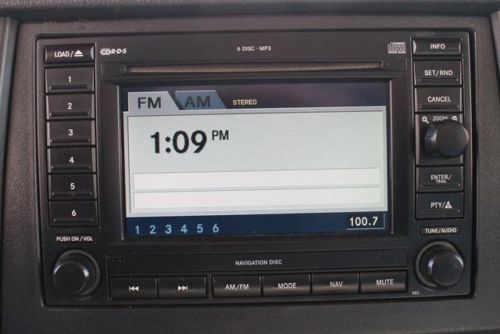 LOAD/
R·D·S
6 DISC · MP3
INFO
1
2
3
4
5
6
PUSH ON / VOL
FM
AM
STEREO
1:09 PM
1 2 3 4 5 6
100.7
SET/RND
CANCEL
ZOOM
ENTER/
PTY/
TUNE/AUDIO
NAVIGATION DISC
AM/FM
MODE
NAV
MUTE